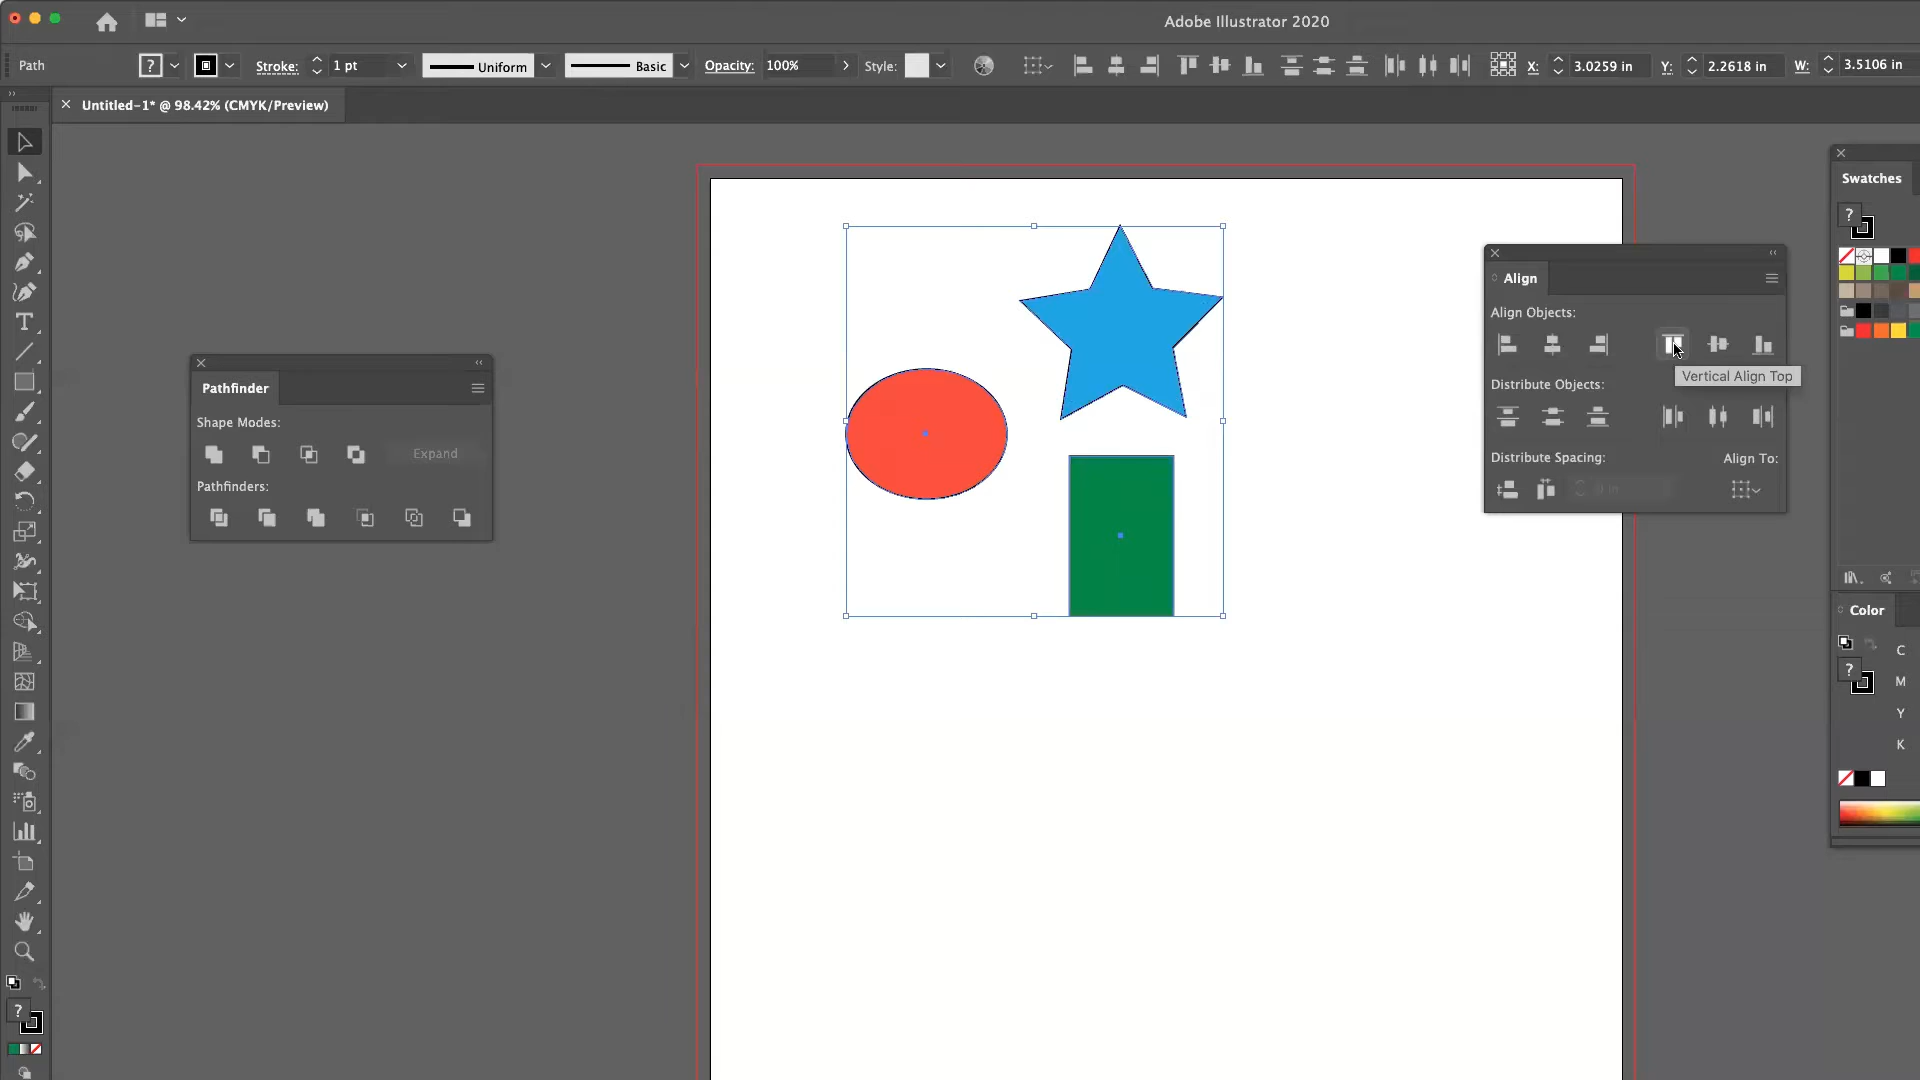 Adobe Illustrator 2020
Path
?
Stroke:
1 pt
Uniform
Basic
Opacity:
100%
Style:
X:
3.0259 in
Y:
2.2618 in
W:
3.5106 in
× Untitled-1* @ 98.42% (CMYK/Preview)
Swatches
?
Align
Align Objects:
Vertical Align Top
Distribute Objects:
Distribute Spacing:
Align To:
0 in
Pathfinder
Shape Modes:
Expand
Pathfinders:
Color
?
C
M
Y
K
?